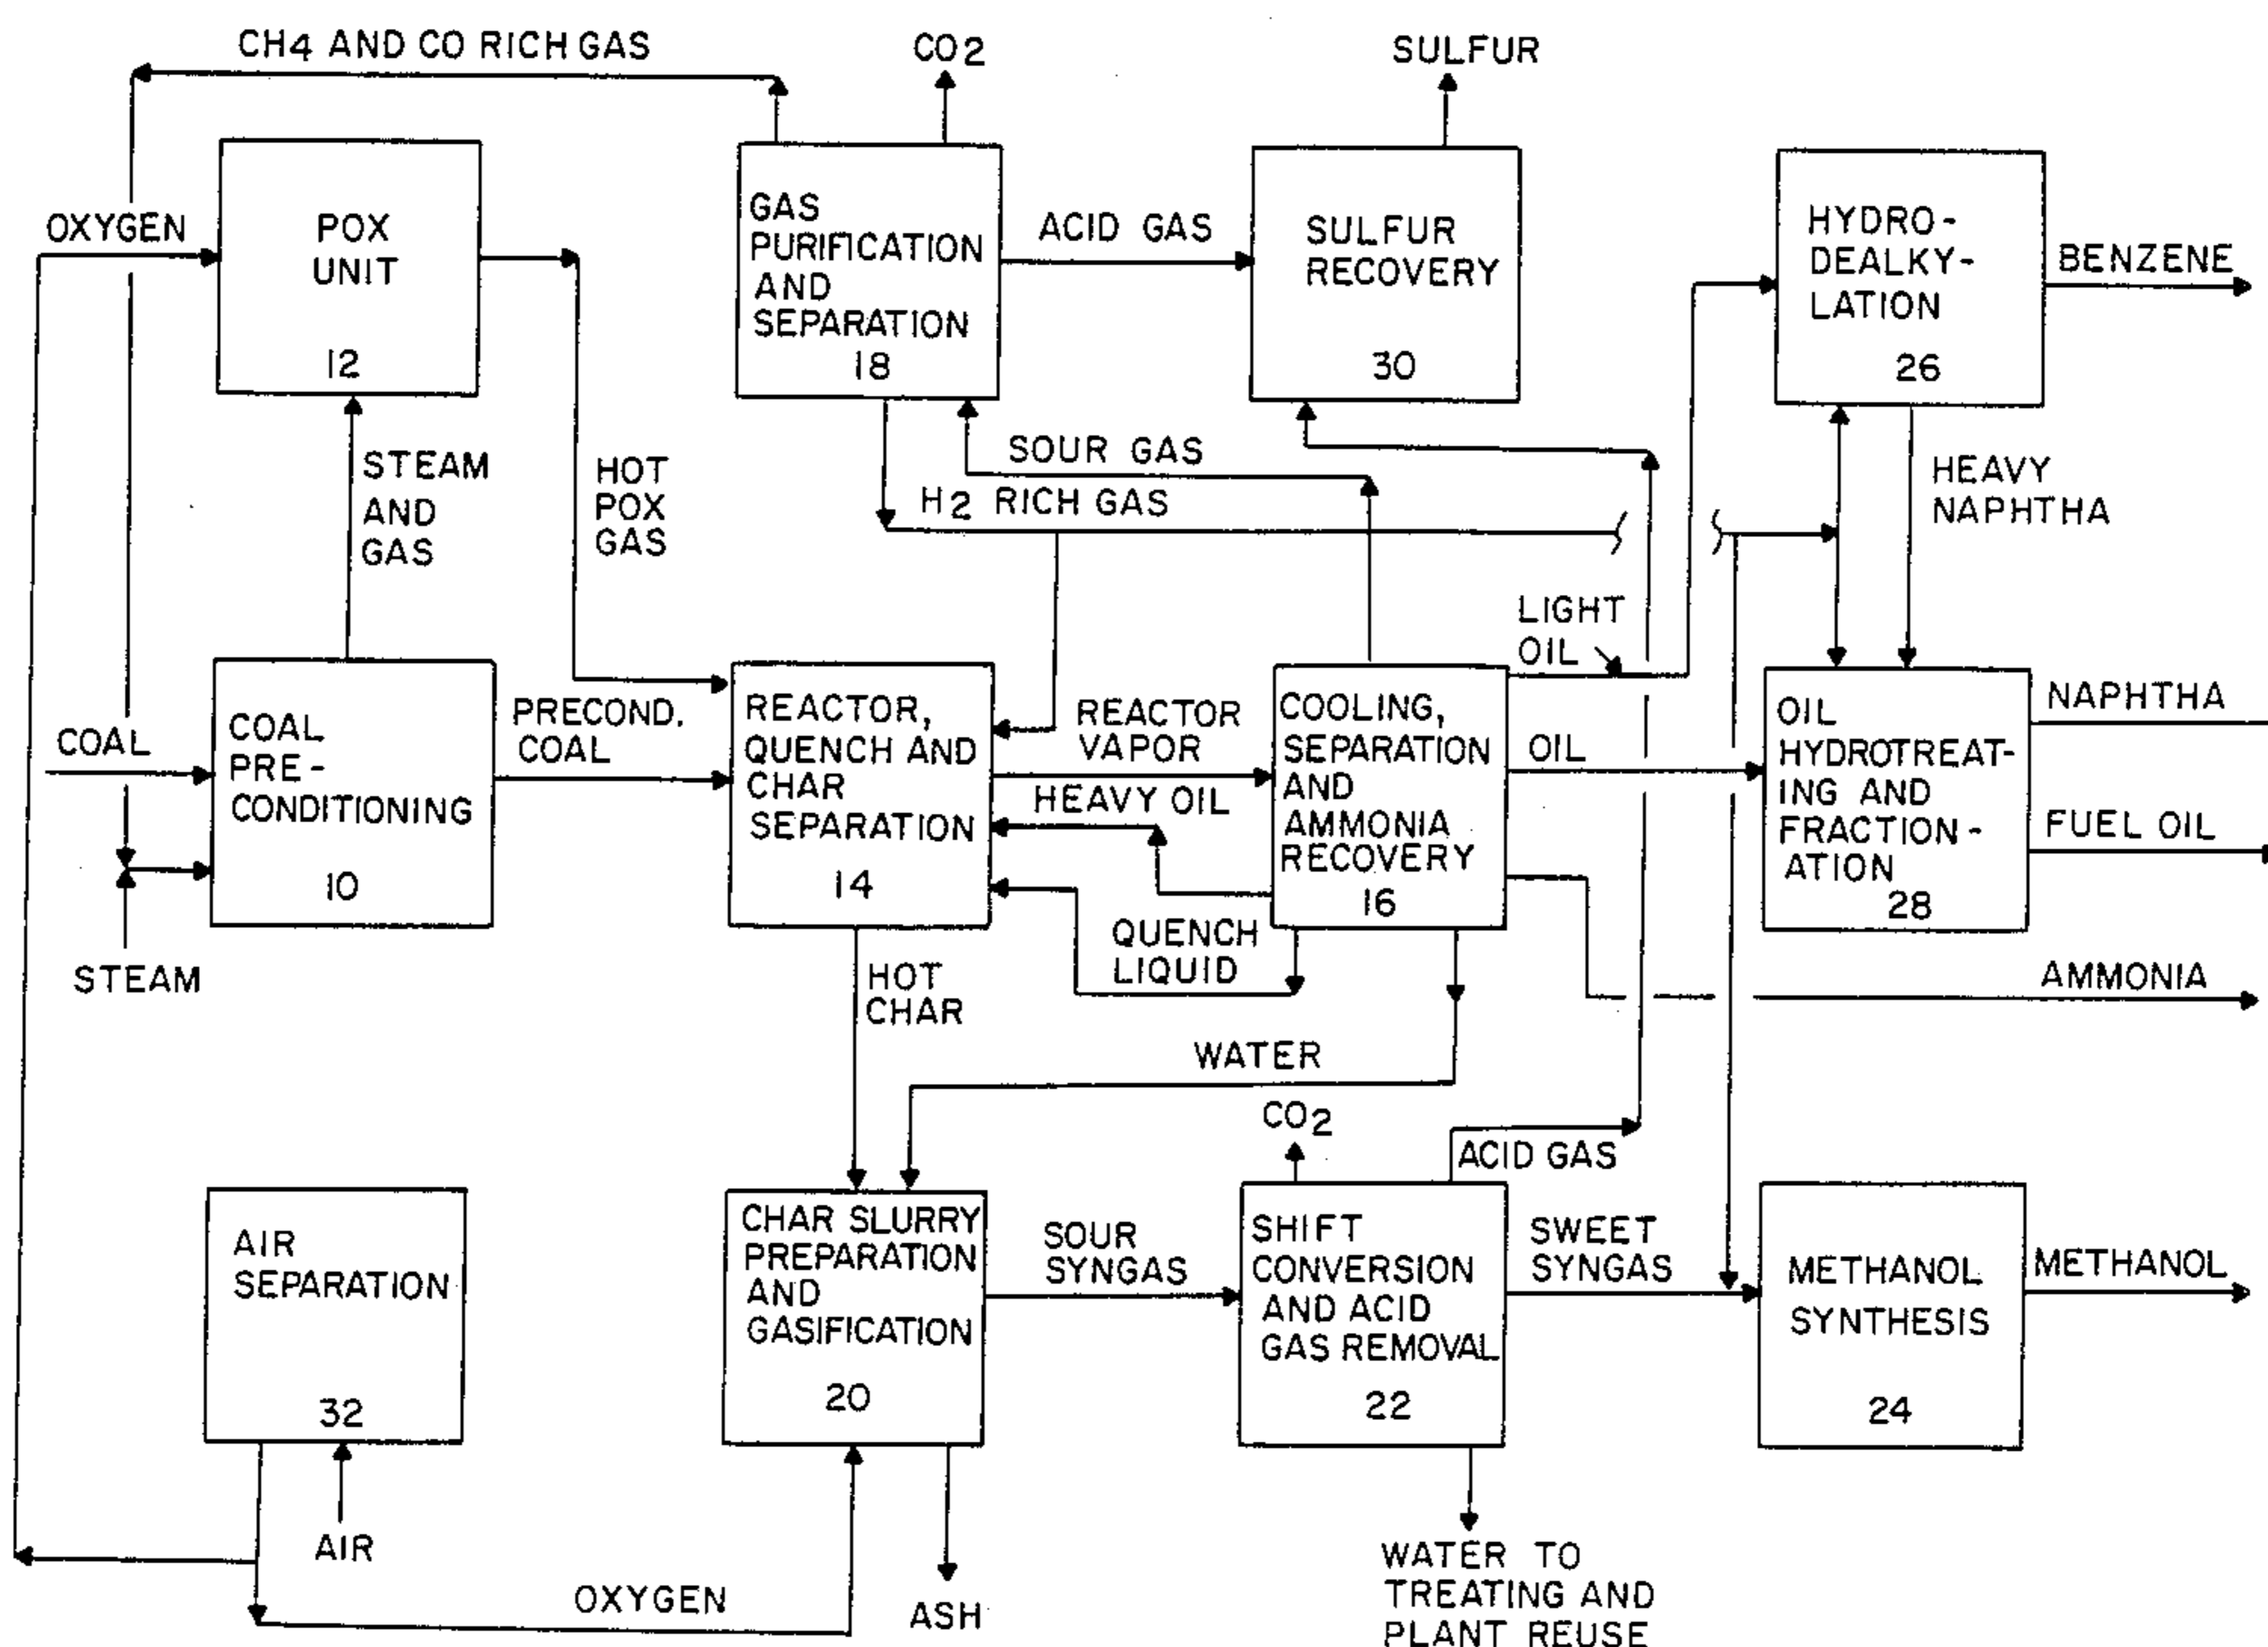 CH4 AND CO RICH GAS
CO2
SULFUR
OXYGEN
POX
UNIT
12
GAS
PURIFICATION
AND
SEPARATION
18
ACID GAS
SULFUR
RECOVERY
30
HYDRO-
DEALKY-
LATION
26
BENZENE
STEAM
AND
GAS
HOT
POX
GAS
SOUR GAS
H2 RICH GAS
HEAVY
NAPHTHA
LIGHT
OIL
COAL
COAL
PRE-
CONDITIONING
10
STEAM
PRECOND.
COAL
REACTOR,
QUENCH AND
CHAR
SEPARATION
14
REACTOR
VAPOR
HEAVY OIL
QUENCH
LIQUID
COOLING,
SEPARATION
AND
AMMONIA
RECOVERY
16
OIL
OIL
HYDROTREAT-
ING AND
FRACTION-
ATION
28
NAPHTHA
FUEL OIL
AMMONIA
HOT
CHAR
WATER
CO2
ACID GAS
AIR
SEPARATION
32
AIR
CHAR SLURRY
PREPARATION
AND
GASIFICATION
20
SOUR
SYNGAS
SHIFT
CONVERSION
AND ACID
GAS REMOVAL
22
SWEET
SYNGAS
METHANOL
SYNTHESIS
24
METHANOL
OXYGEN
ASH
WATER TO
TREATING AND
PLANT REUSE